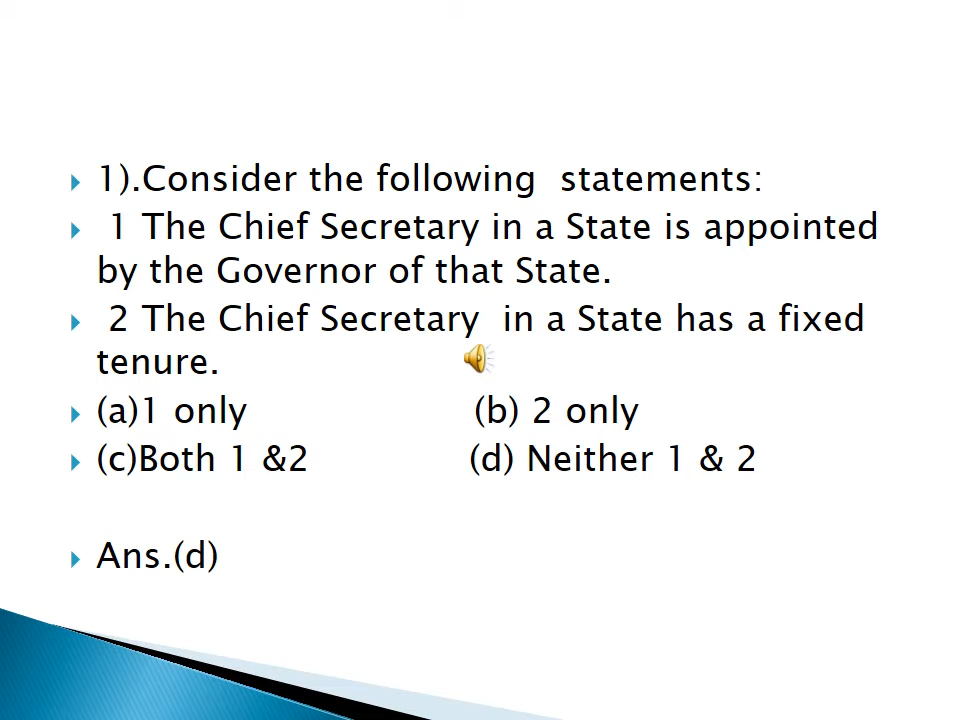 1).Consider the following  statements:
1 The Chief Secretary in a State is appointed
by the Governor of that State.
2 The Chief Secretary  in a State has a fixed
tenure.
(a)1 only (b) 2 only
(c)Both 1 &2 (d) Neither 1 & 2
Ans.(d)